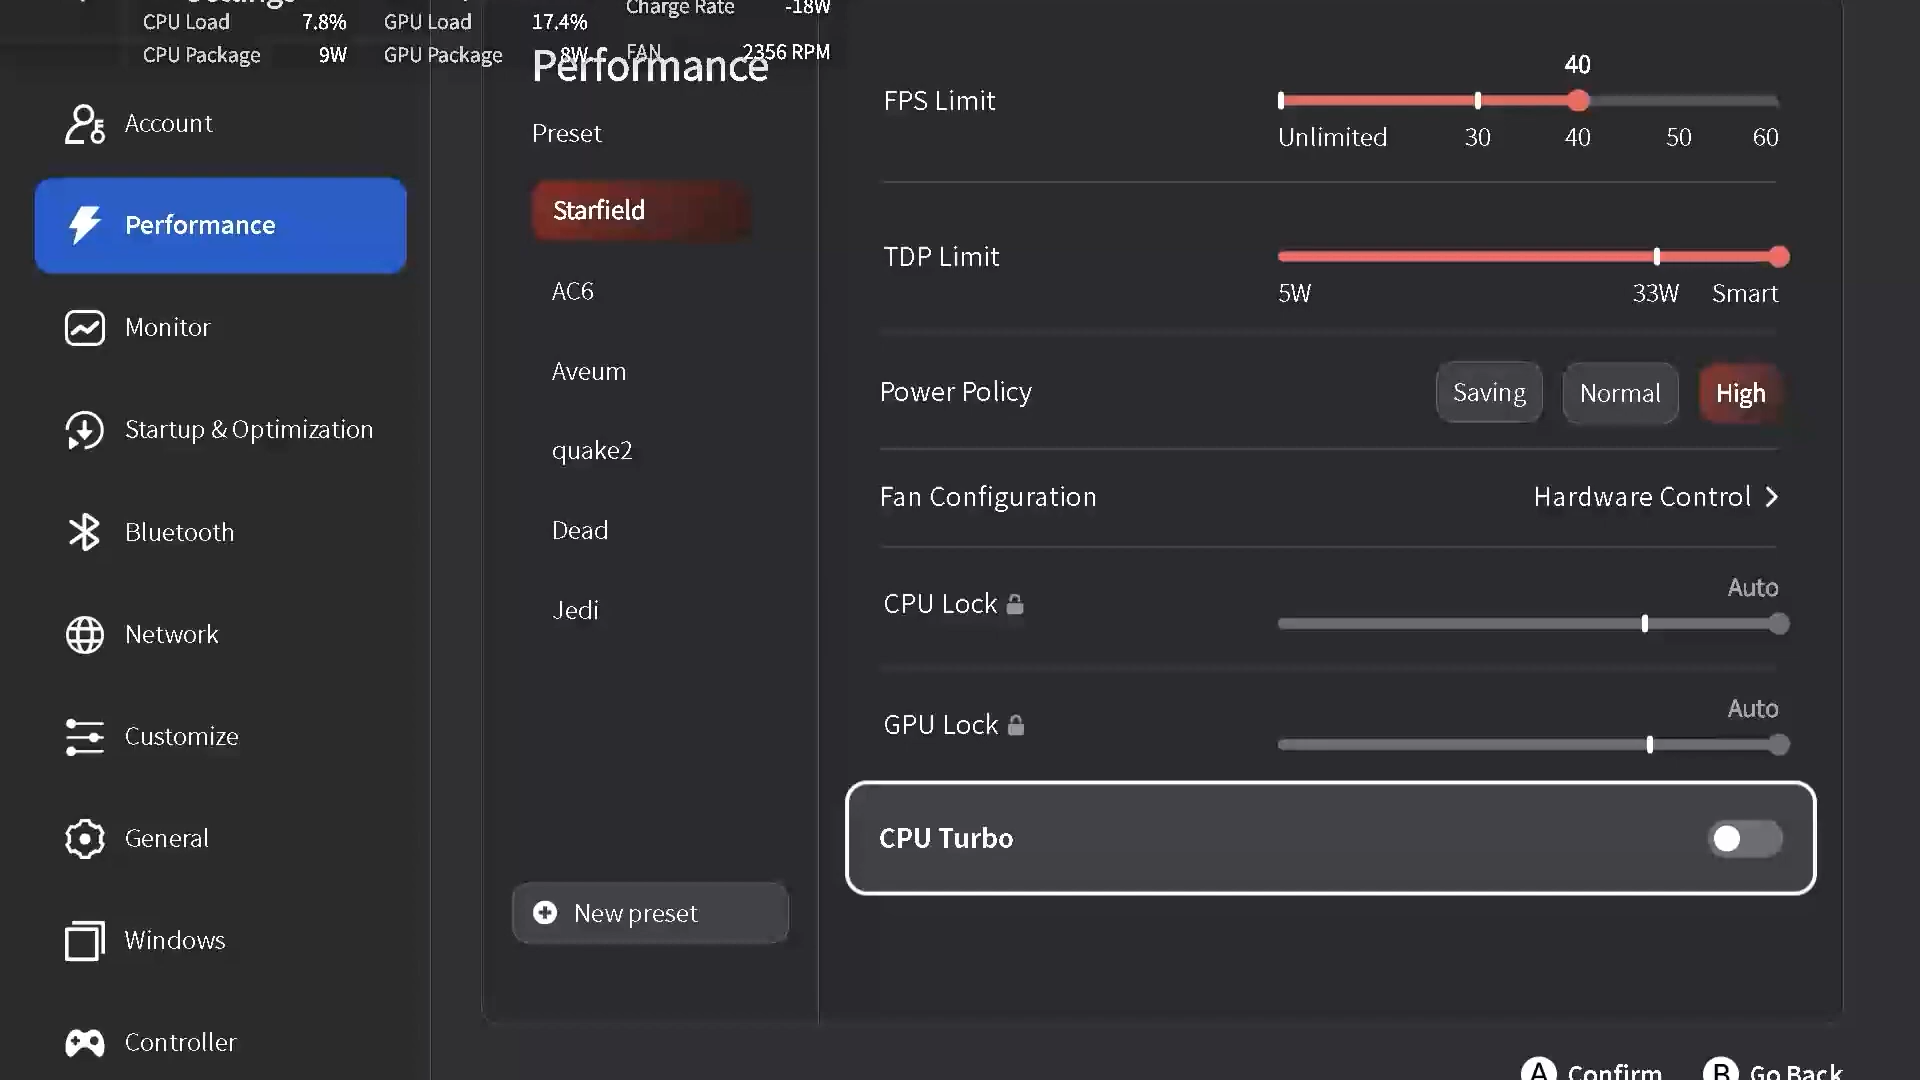 Settings
Charge Rate -18W
CPU Load 7.8% GPU Load 17.4%
CPU Package 9W GPU Package 8W FAN 2356 RPM
Account
Performance
Monitor
Startup & Optimization
Bluetooth
Network
Customize
General
Windows
Controller
Performance
Preset
Starfield
AC6
Aveum
quake2
Dead
Jedi
New preset
40
FPS Limit
Unlimited 30 40 50 60
TDP Limit
5W 33W Smart
Power Policy Saving Normal High
Fan Configuration Hardware Control
Auto
CPU Lock
Auto
GPU Lock
CPU Turbo
A Confirm B Go Back